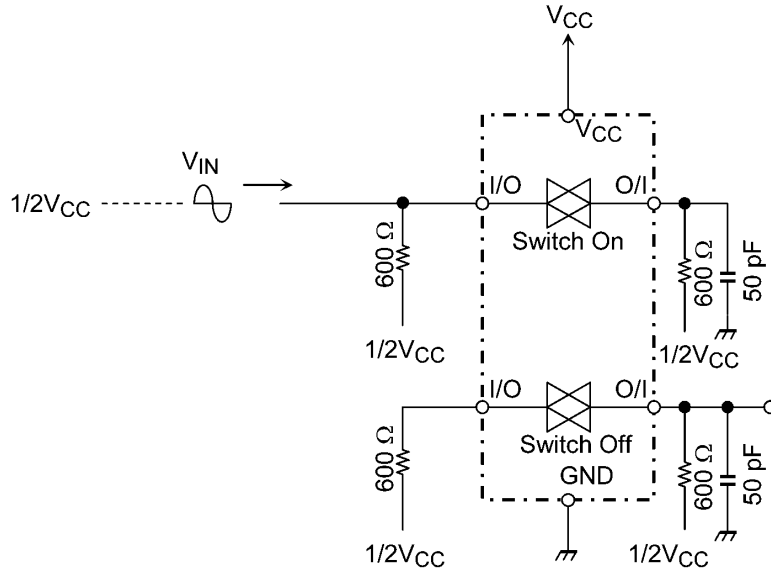 VCC
VCC
VIN
1/2VCC
I/O
O/I
Switch On
600 Ω
600 Ω
50 pF
1/2VCC
1/2VCC
I/O
O/I
Switch Off
600 Ω
GND
600 Ω
50 pF
1/2VCC
1/2VCC